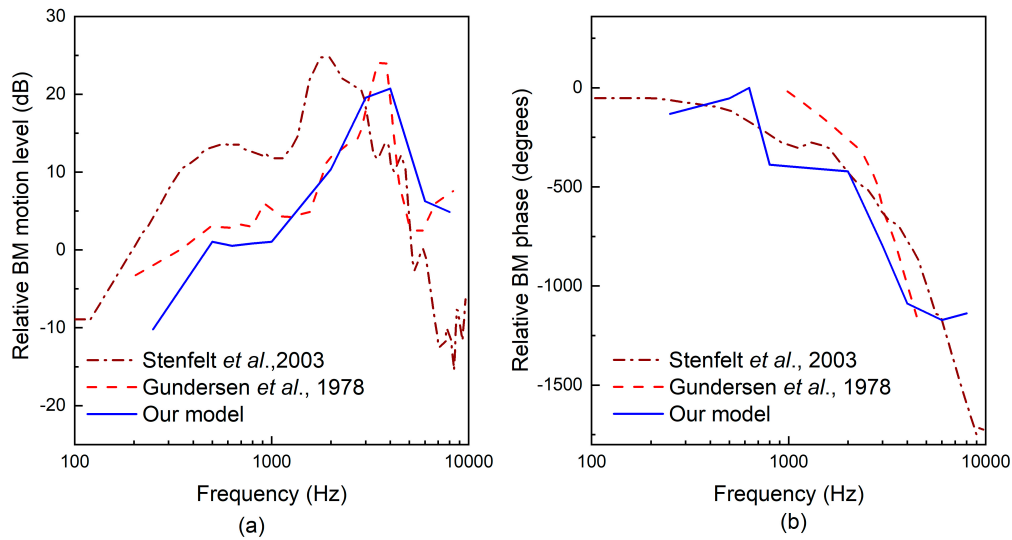 30
20
10
0
-10
-20
Relative BM motion level (dB)
Stenfelt et al.,2003
Gundersen et al., 1978
Our model
100
1000
10000
Frequency (Hz)
(a)
0
-500
-1000
-1500
Relative BM phase (degrees)
Stenfelt et al., 2003
Gundersen et al., 1978
Our model
100
1000
10000
Frequency (Hz)
(b)